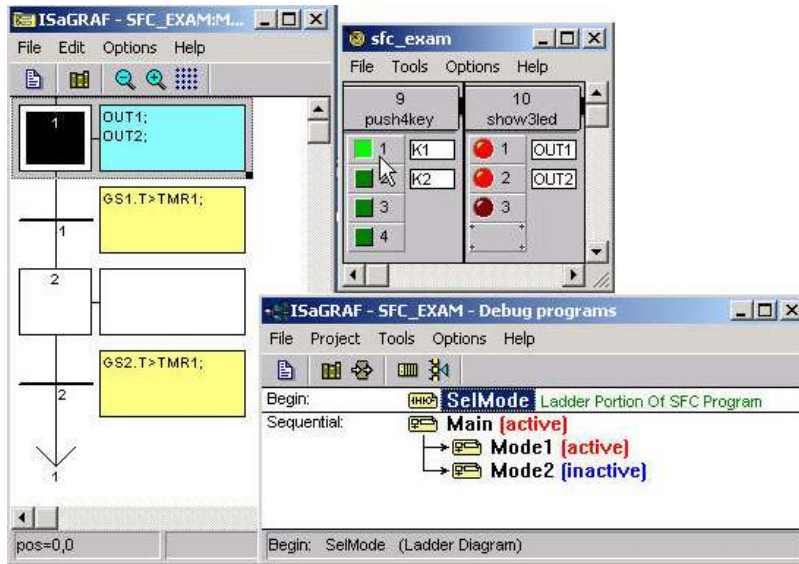 ISaGRAF - SFC_EXAM:M...
File Edit Options Help
1
OUT1;
OUT2;
GS1.T>TMR1;
1
2
GS2.T>TMR1;
2
1
pos=0,0
sfc_exam
File Tools Options Help
9
push4key
10
show3led
1 K1
1 OUT1
2 K2
2 OUT2
3
3
4
ISaGRAF - SFC_EXAM - Debug programs
File Project Tools Options Help
Begin: SelMode Ladder Portion Of SFC Program
Sequential: Main (active)
Mode1 (active)
Mode2 (inactive)
Begin: SelMode (Ladder Diagram)